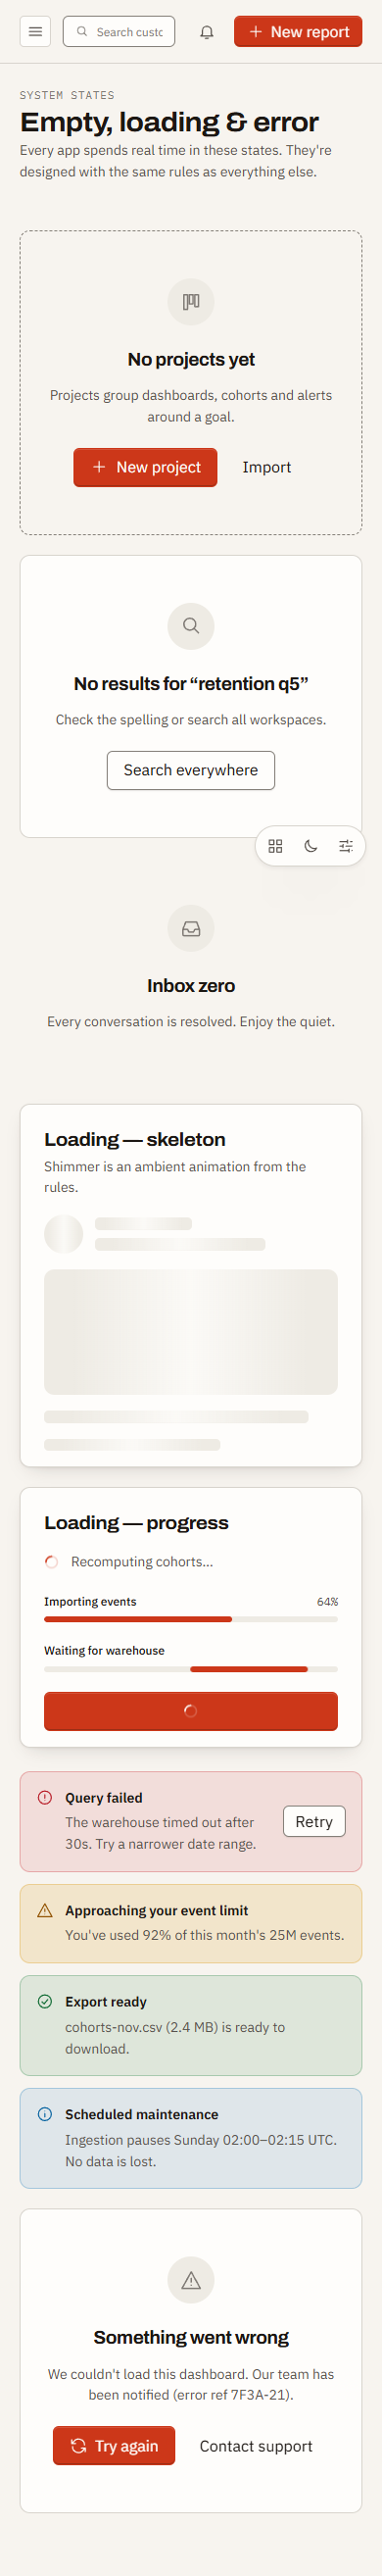 Search custo
New report
SYSTEM STATES
Empty, loading & error
Every app spends real time in these states. They're
designed with the same rules as everything else.
No projects yet
Projects group dashboards, cohorts and alerts
around a goal.
New project
Import
No results for “retention q5”
Check the spelling or search all workspaces.
Search everywhere
Inbox zero
Every conversation is resolved. Enjoy the quiet.
Loading — skeleton
Shimmer is an ambient animation from the
rules.
Loading — progress
Recomputing cohorts...
Importing events 64%
Waiting for warehouse
Query failed
The warehouse timed out after
30s. Try a narrower date range.
Retry
Approaching your event limit
You've used 92% of this month's 25M events.
Export ready
cohorts-nov.csv (2.4 MB) is ready to
download.
Scheduled maintenance
Ingestion pauses Sunday 02:00–02:15 UTC.
No data is lost.
Something went wrong
We couldn't load this dashboard. Our team has
been notified (error ref 7F3A-21).
Try again
Contact support